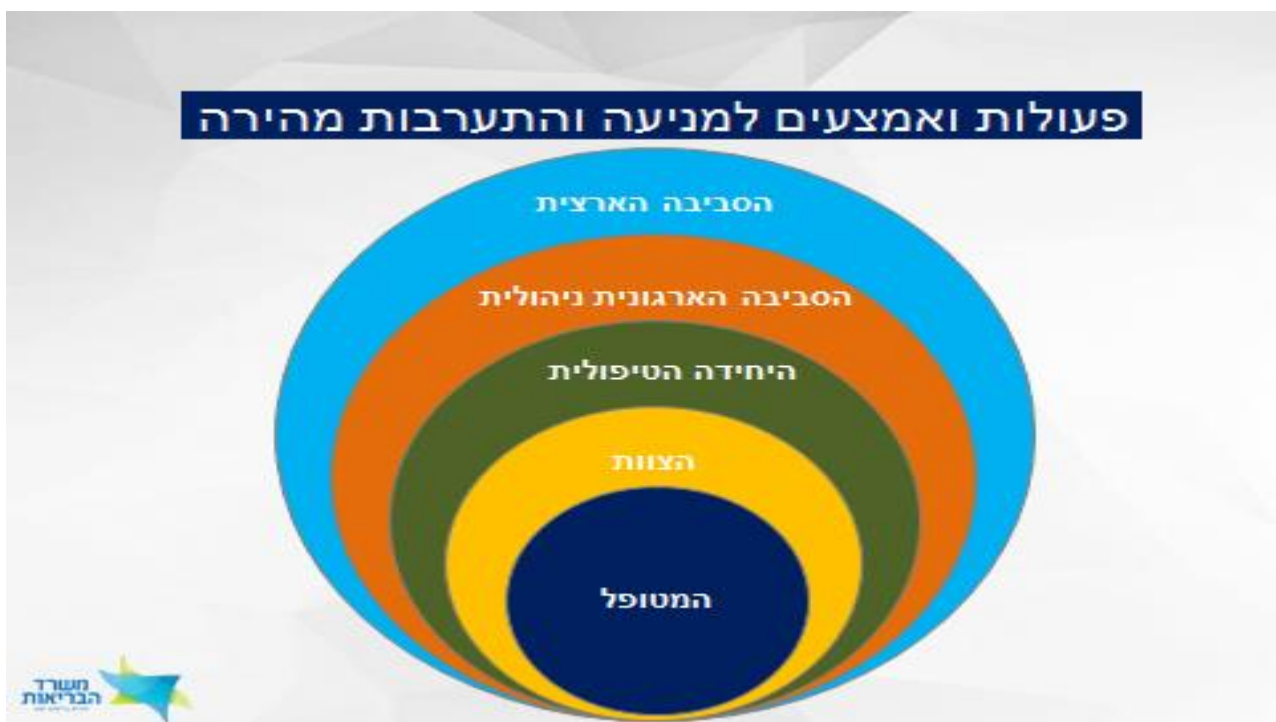 פעולות ואמצעים למניעה והתערבות מהירה
הסביבה הארצית
הסביבה הארגונית ניהולית
היחידה הטיפולית
הצוות
המטופל
משרד
הבריאות